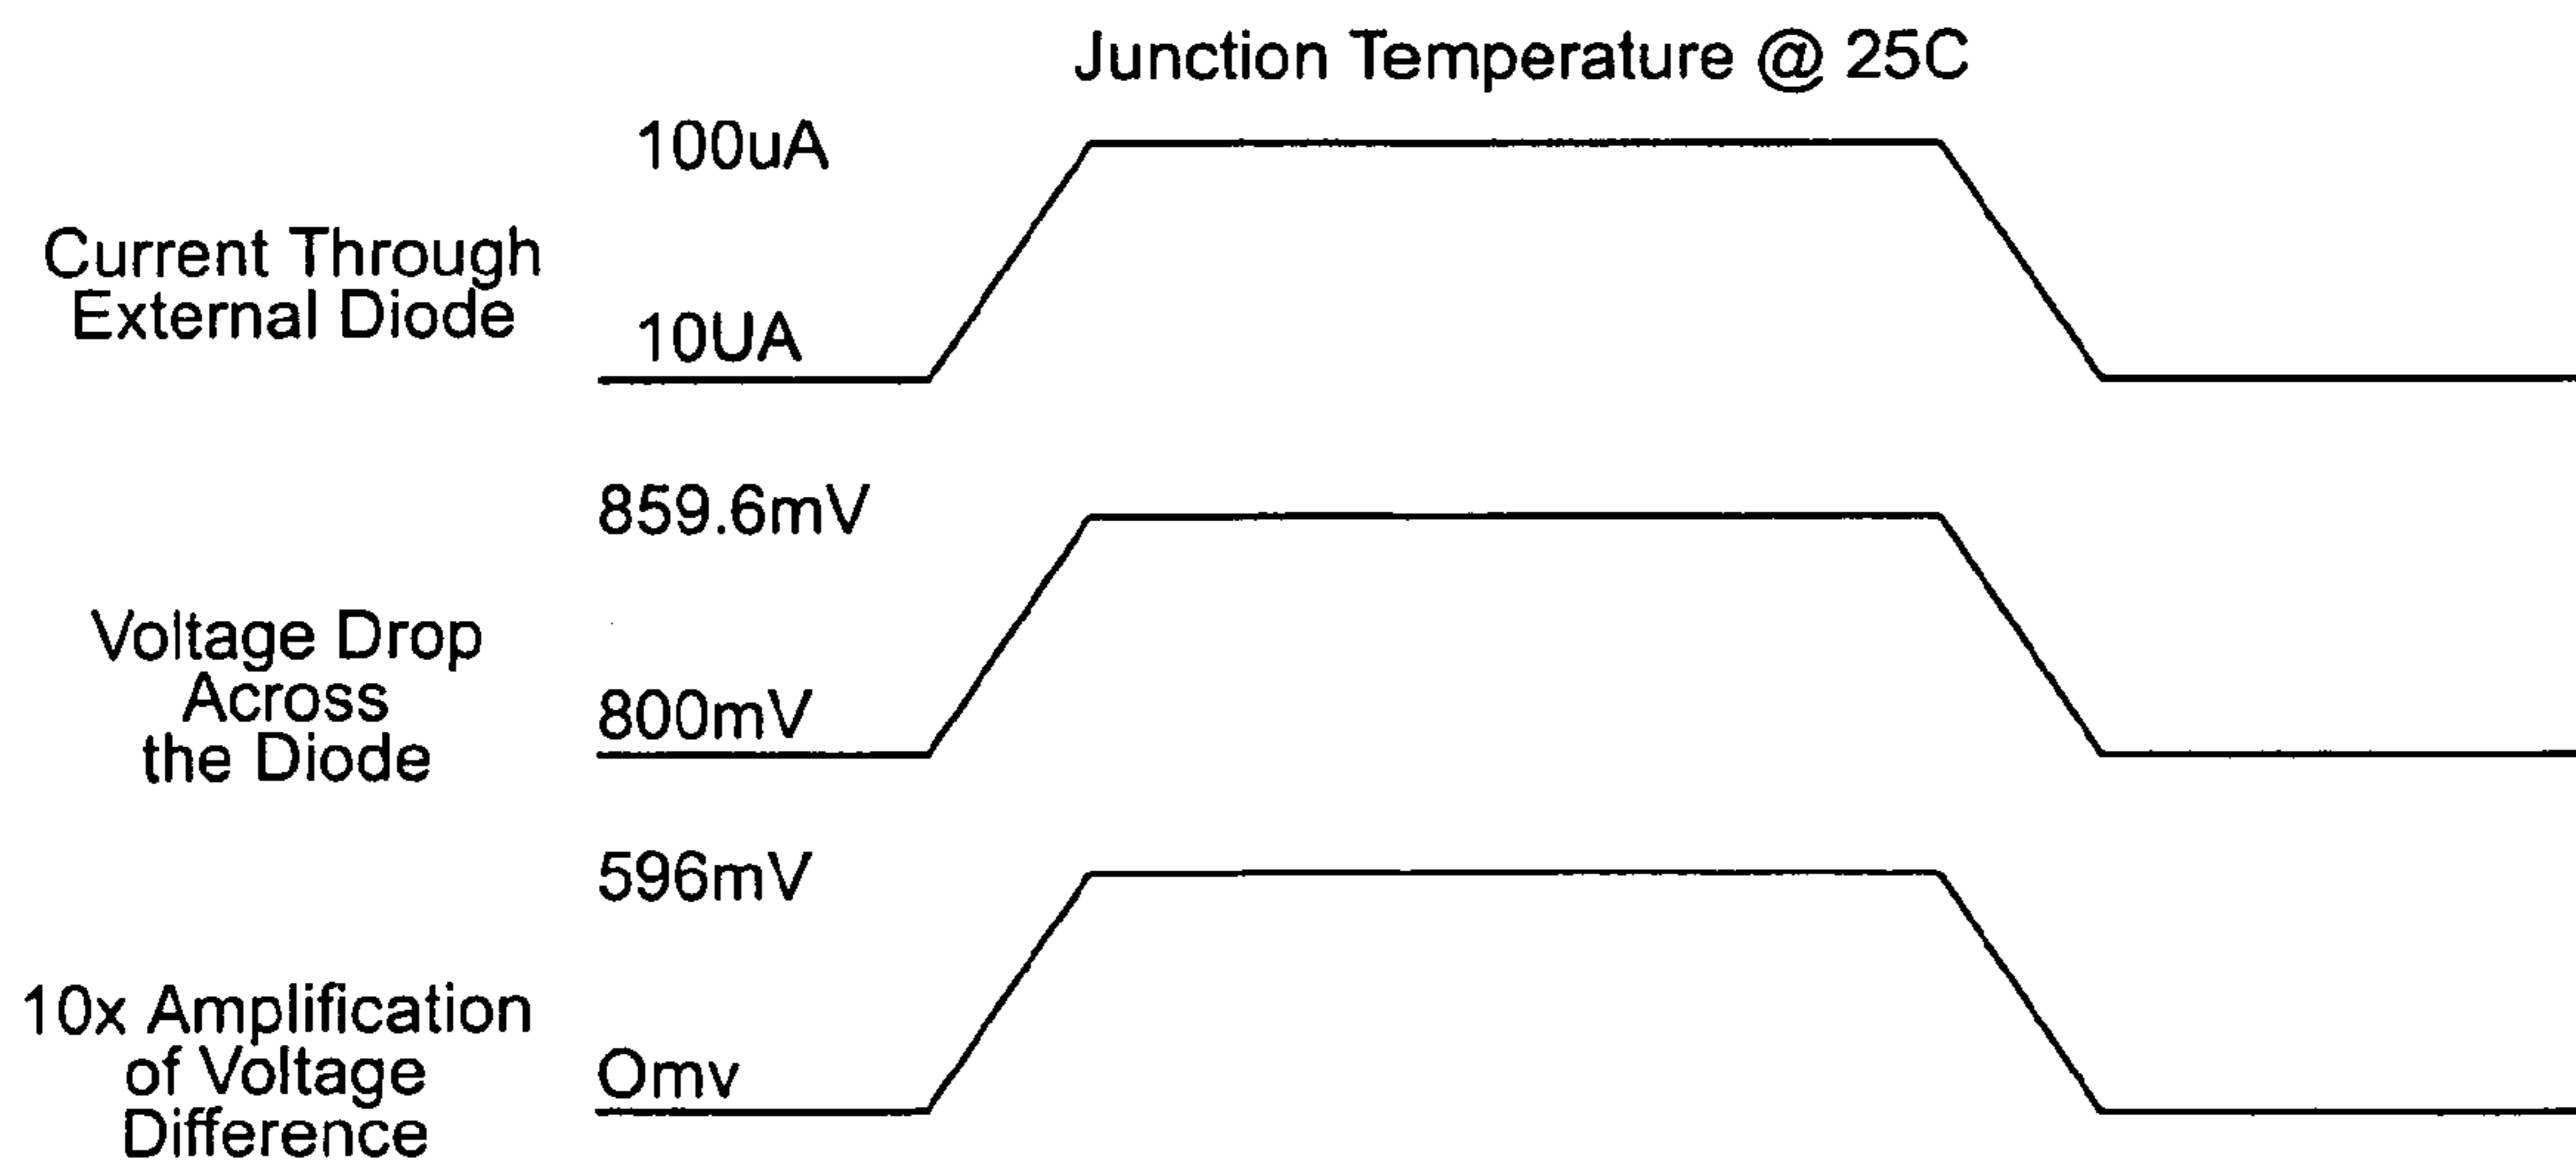 Junction Temperature @ 25C
100uA
Current Through
External Diode
10UA
859.6mV
Voltage Drop
Across
the Diode
800mV
596mV
10x Amplification
of Voltage
Difference
Omv